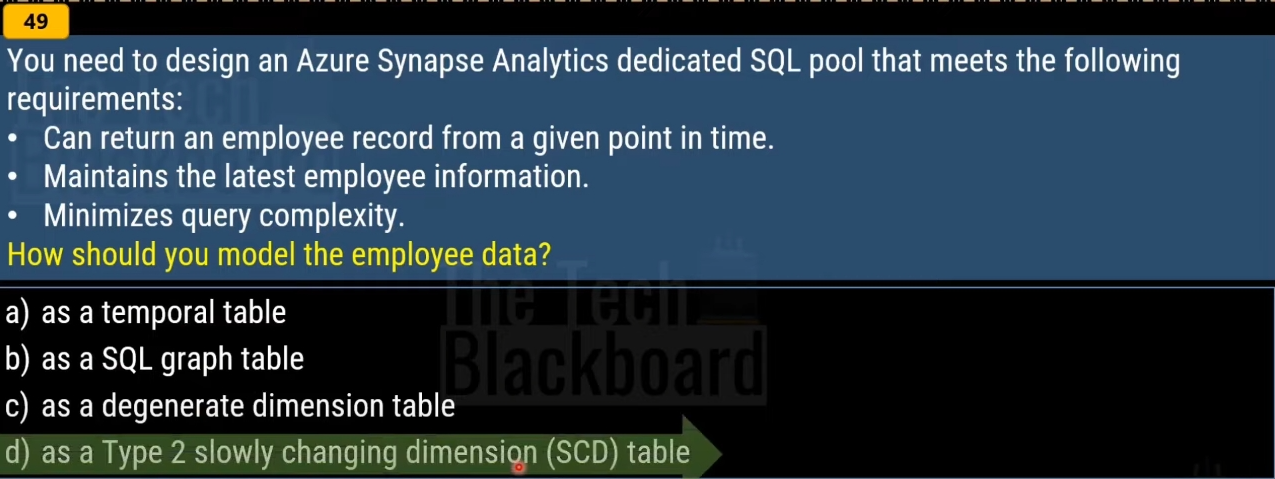 49
You need to design an Azure Synapse Analytics dedicated SQL pool that meets the following
requirements:
• Can return an employee record from a given point in time.
• Maintains the latest employee information.
• Minimizes query complexity.
How should you model the employee data?
The Tech
Blackboard
a) as a temporal table
b) as a SQL graph table
c) as a degenerate dimension table
d) as a Type 2 slowly changing dimension (SCD) table